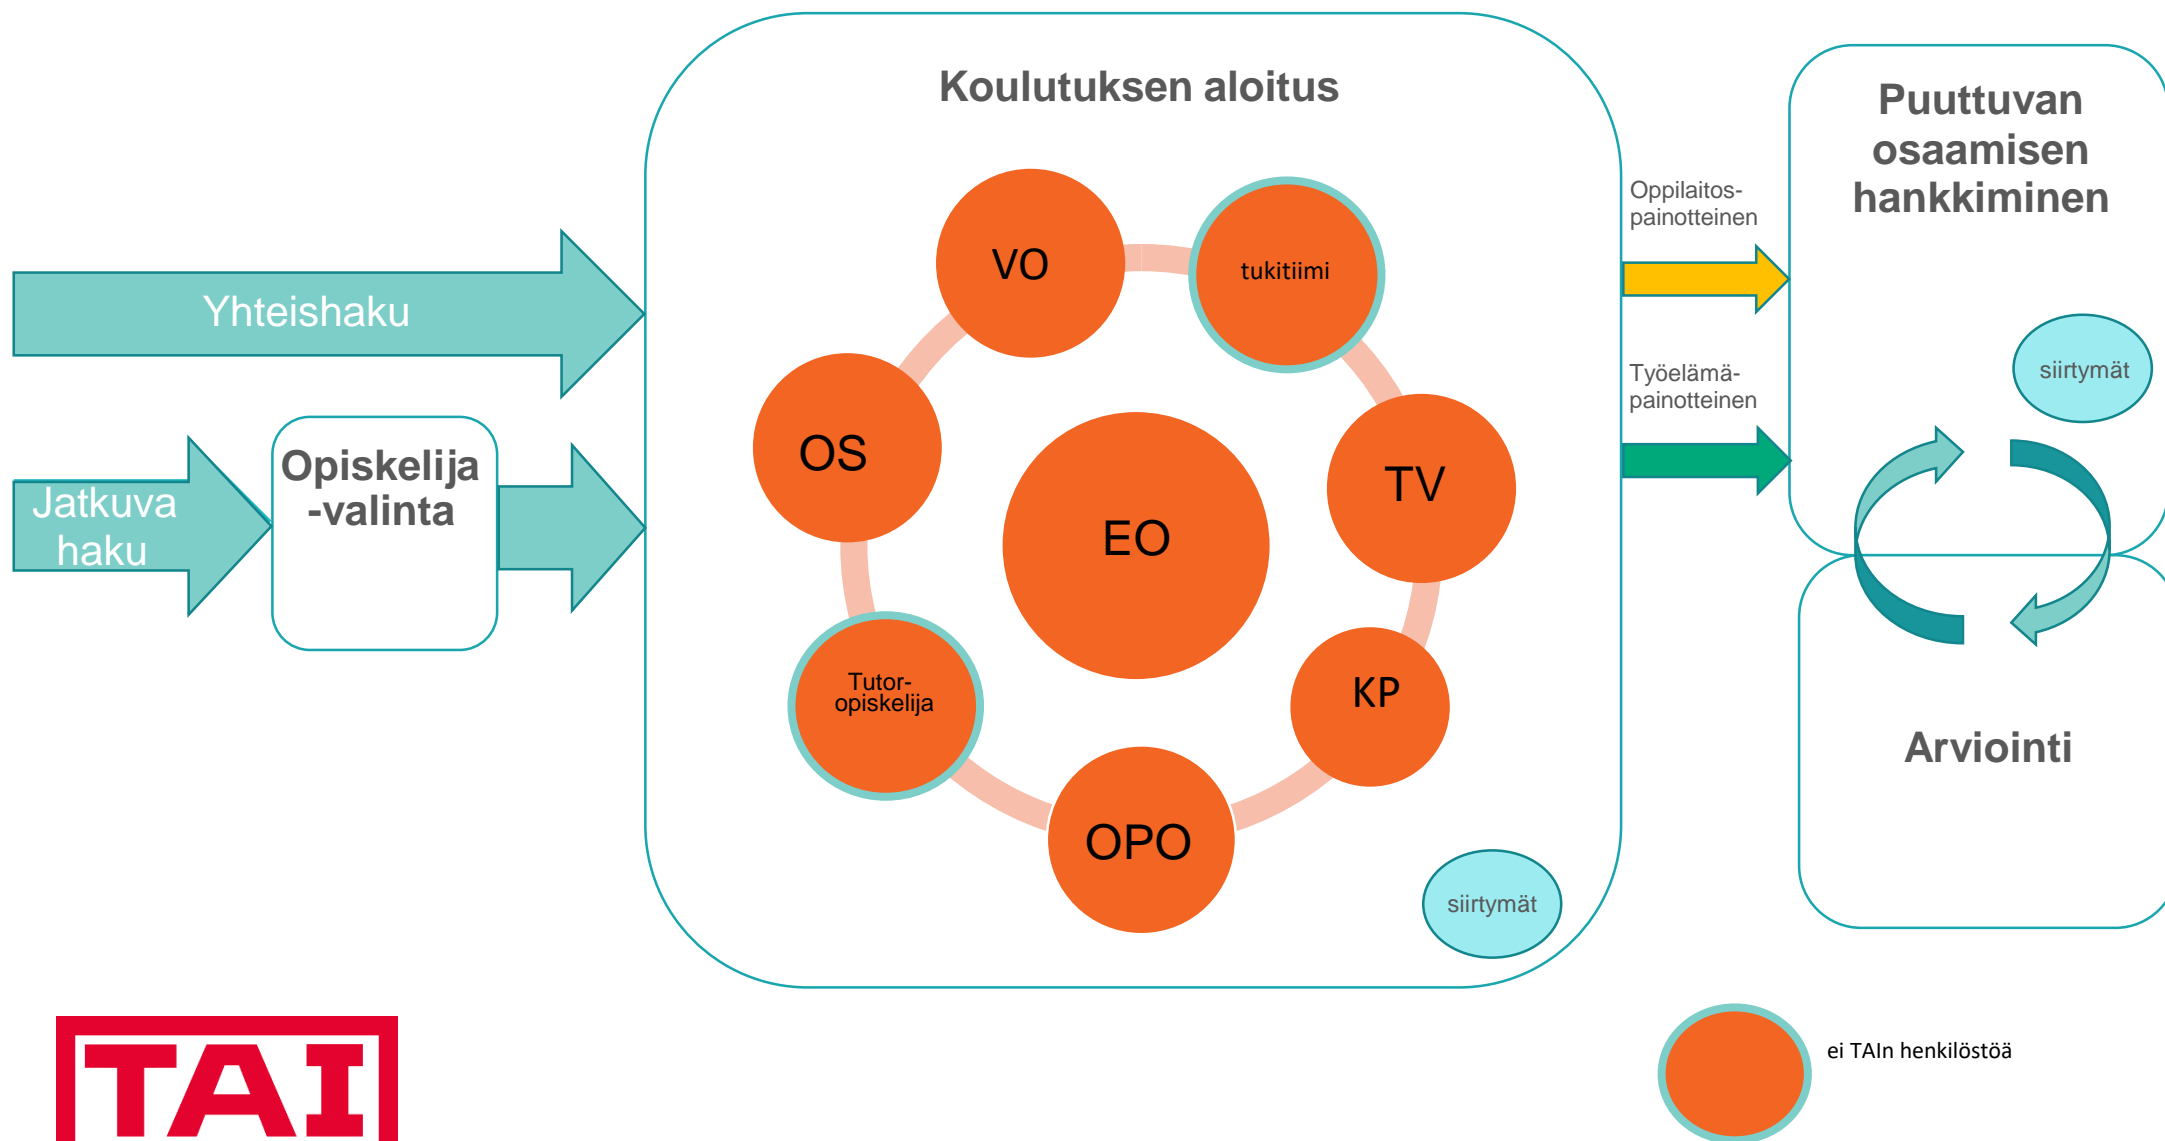 Koulutuksen aloitus
Puuttuvan
osaamisen
hankkiminen
Oppilaitos-
painotteinen
Yhteishaku
VO
tukitiimi
siirtymät
Työelämä-
painotteinen
Opiskelija
-valinta
Jatkuva
haku
OS
TV
EO
Tutor-
opiskelija
KP
OPO
Arviointi
siirtymät
ei TAIn henkilöstöä
TAI